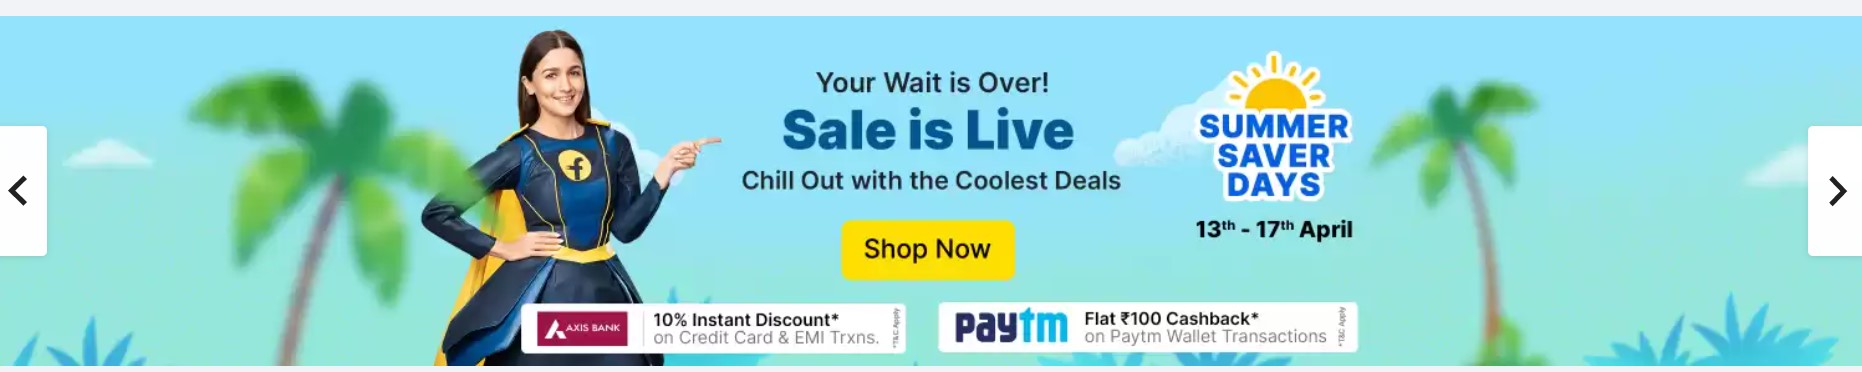 Your Wait is Over!
Sale is Live
Chill Out with the Coolest Deals
Shop Now
SUMMER
SAVER
DAYS
13th - 17th April
f
AXIS BANK
10% Instant Discount*
on Credit Card & EMI Trxns.
*T&C Apply
paytm
Flat ₹100 Cashback*
on Paytm Wallet Transactions
*T&C Apply